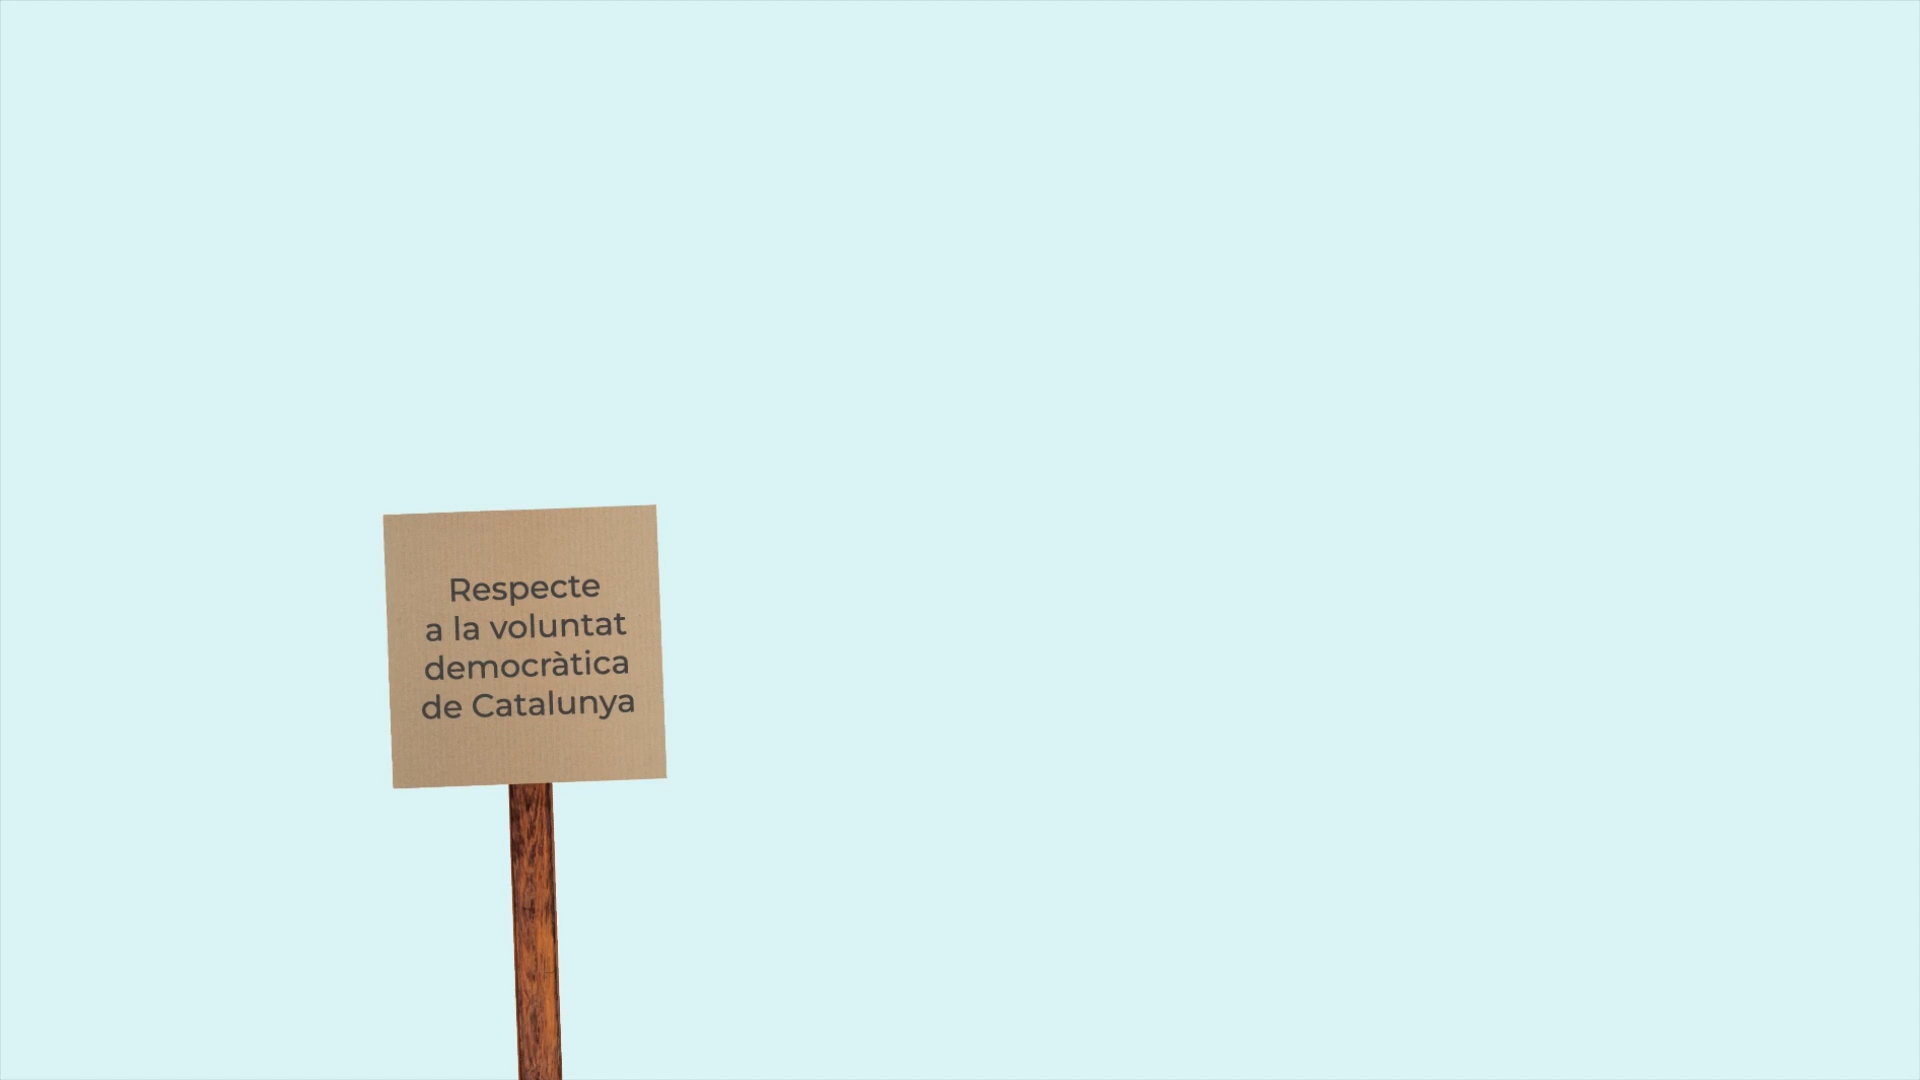 Respecte
a la voluntat
democràtica
de Catalunya